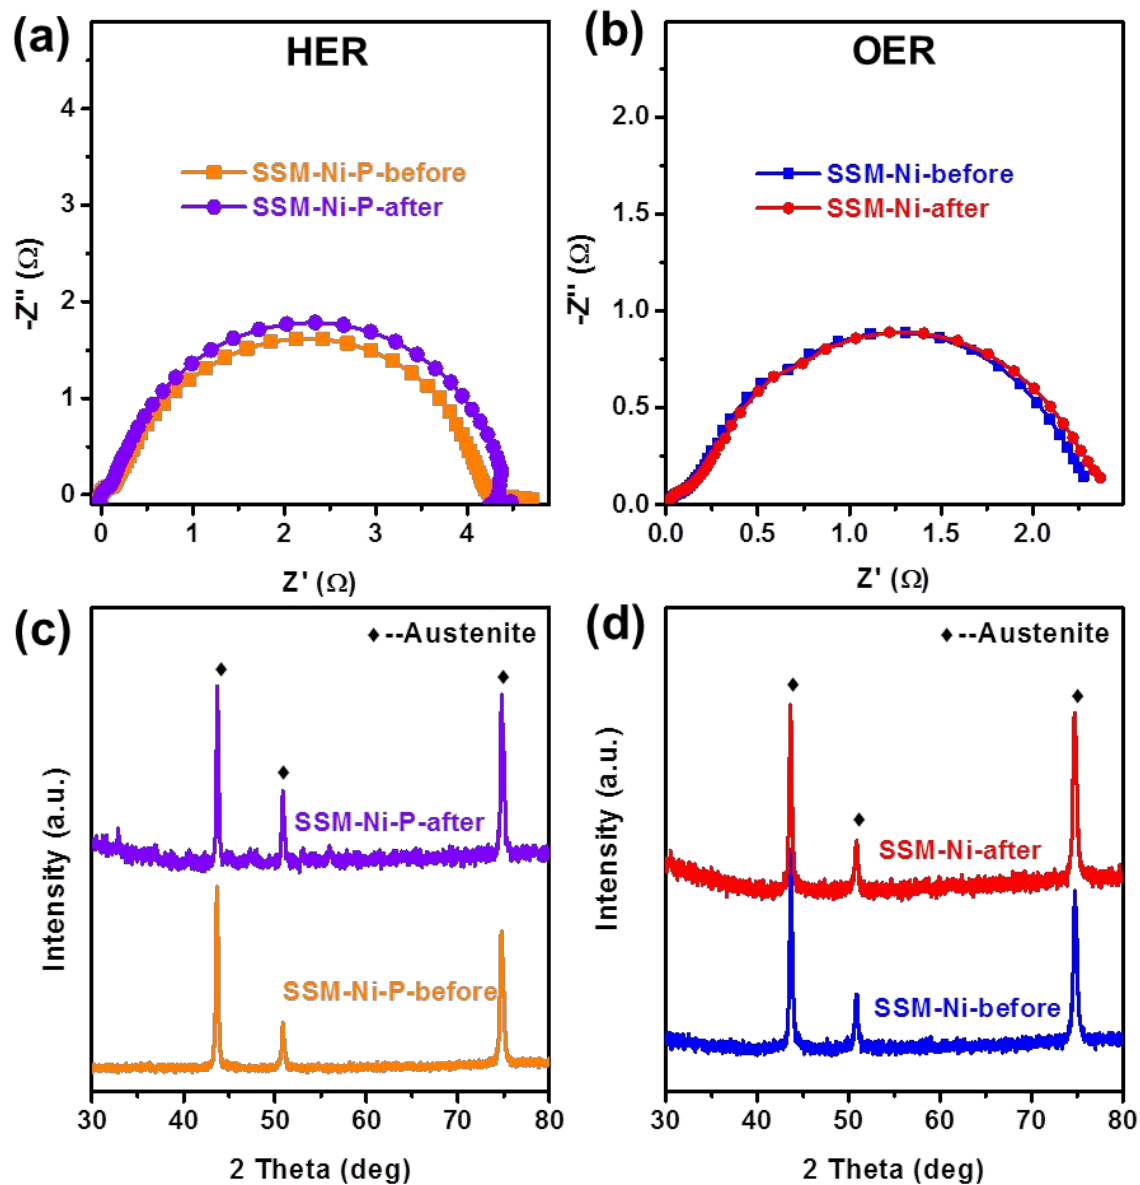 (a)
HER
SSM-Ni-P-before
SSM-Ni-P-after
-Z" (Ω)
4
3
2
1
0
0 1 2 3 4
Z' (Ω)
(b)
OER
SSM-Ni-before
SSM-Ni-after
-Z" (Ω)
2.0
1.5
1.0
0.5
0.0
0.0 0.5 1.0 1.5 2.0
Z' (Ω)
(c)
♦--Austenite
SSM-Ni-P-after
SSM-Ni-P-before
Intensity (a.u.)
30 40 50 60 70 80
2 Theta (deg)
(d)
♦--Austenite
SSM-Ni-after
SSM-Ni-before
Intensity (a.u.)
30 40 50 60 70 80
2 Theta (deg)